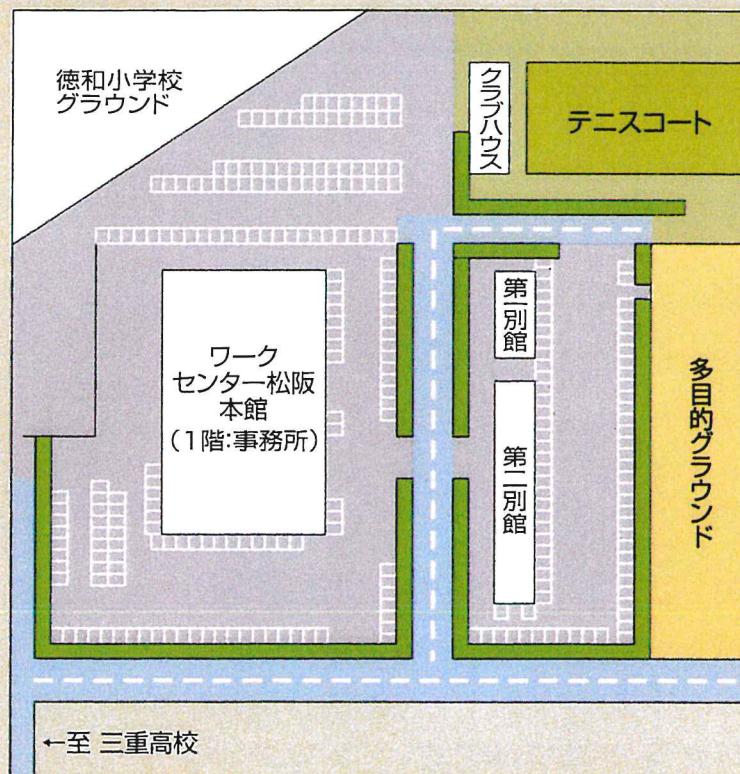 徳和小学校
グラウンド
クラブハウス
テニスコート
ワーク
センター松阪
本館
(1階:事務所)
第一別館
第二別館
多目的グラウンド
←至 三重高校